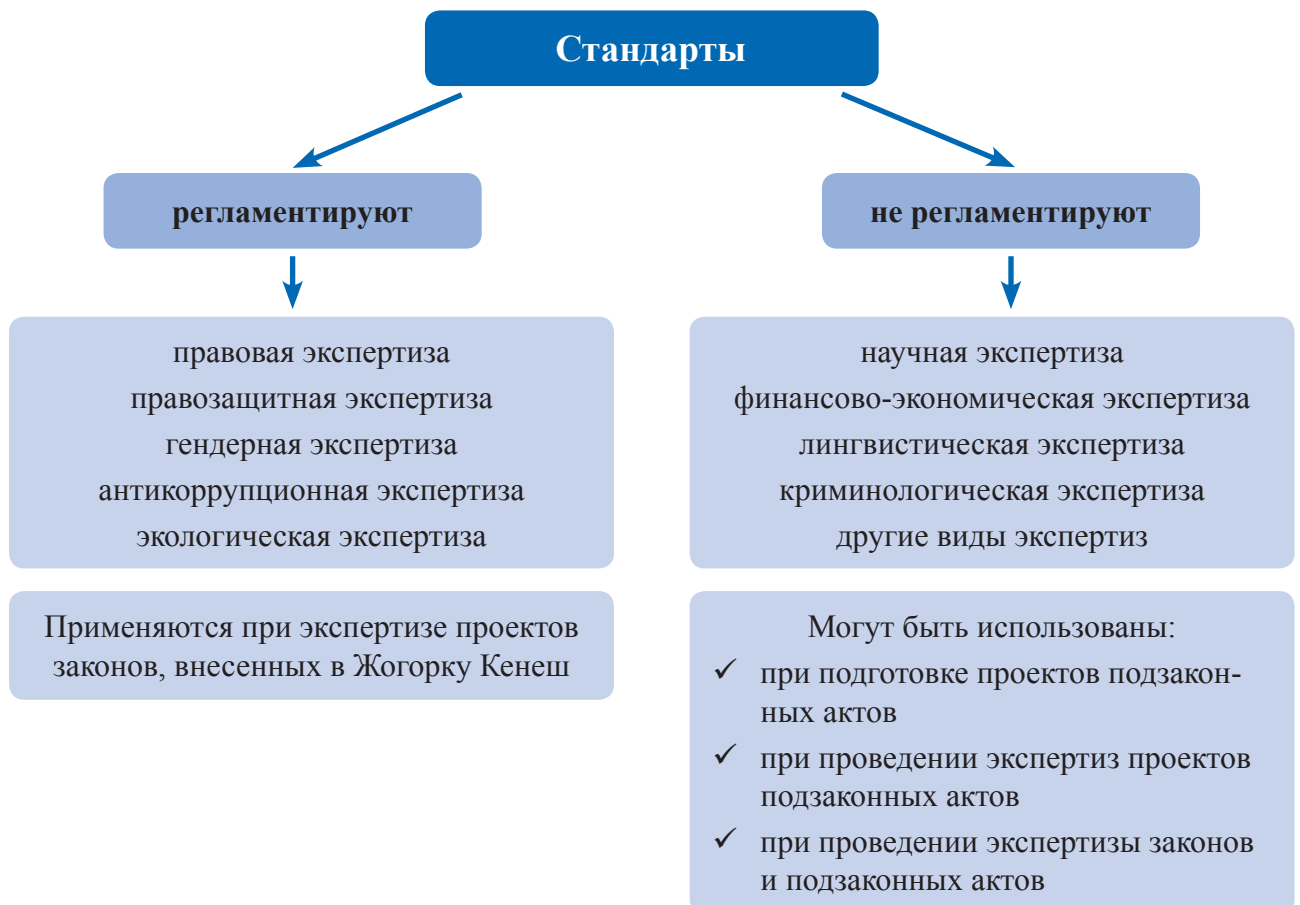 Стандарты
регламентируют
правовая экспертиза
правозащитная экспертиза
гендерная экспертиза
антикоррупционная экспертиза
экологическая экспертиза
Применяются при экспертизе проектов
законов, внесенных в Жогорку Кенеш
не регламентируют
научная экспертиза
финансово-экономическая экспертиза
лингвистическая экспертиза
криминологическая экспертиза
другие виды экспертиз
Могут быть использованы:
✓ при подготовке проектов подзакон-
ных актов
✓ при проведении экспертиз проектов
подзаконных актов
✓ при проведении экспертизы законов
и подзаконных актов